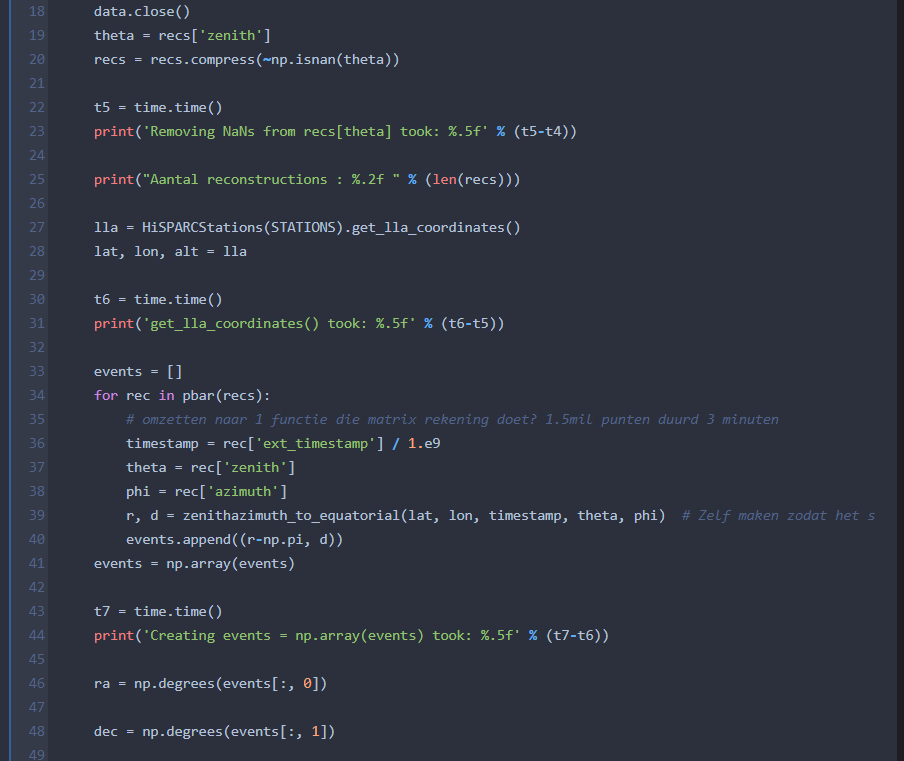 18 data.close()
19 theta = recs['zenith']
20 recs = recs.compress(~np.isnan(theta))
21
22 t5 = time.time()
23 print('Removing NaNs from recs[theta] took: %.5f' % (t5-t4))
24
25 print("Aantal reconstructions : %.2f " % (len(recs)))
26
27 lla = HiSPARCStations(STATIONS).get_lla_coordinates()
28 lat, lon, alt = lla
29
30 t6 = time.time()
31 print('get_lla_coordinates() took: %.5f' % (t6-t5))
32
33 events = []
34 for rec in pbar(recs):
35 # omzetten naar 1 functie die matrix rekening doet? 1.5mil punten duurd 3 minuten
36 timestamp = rec['ext_timestamp'] / 1.e9
37 theta = rec['zenith']
38 phi = rec['azimuth']
39 r, d = zenithazimuth_to_equatorial(lat, lon, timestamp, theta, phi) # Zelf maken zodat het s
40 events.append((r-np.pi, d))
41 events = np.array(events)
42
43 t7 = time.time()
44 print('Creating events = np.array(events) took: %.5f' % (t7-t6))
45
46 ra = np.degrees(events[:, 0])
47
48 dec = np.degrees(events[:, 1])
49